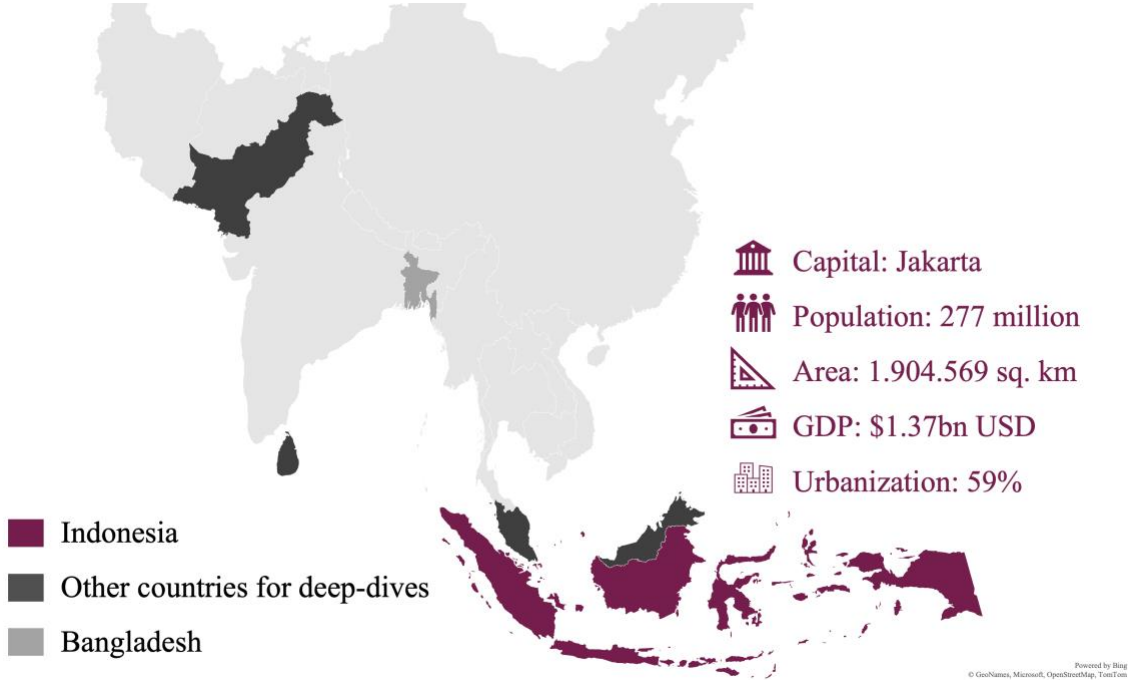 Capital: Jakarta
Population: 277 million
Area: 1.904.569 sq. km
GDP: $1.37bn USD
Urbanization: 59%
Indonesia
Other countries for deep-dives
Bangladesh
Powered by Bing
© GeoNames, Microsoft, OpenStreetMap, TomTom